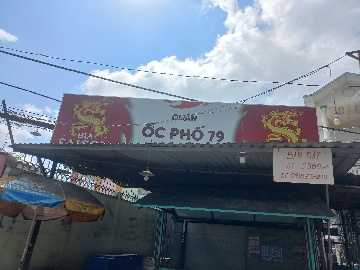 QUÁN
ỐC PHỐ 79
BIA
SAIGON
BÁN ĐẤT